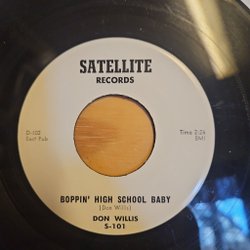 SATELLITE
RECORDS
D-102
East Pub
Time 2:24
BMI
BOPPIN' HIGH SCHOOL BABY
(Don Willis)
DON WILLIS
S-101